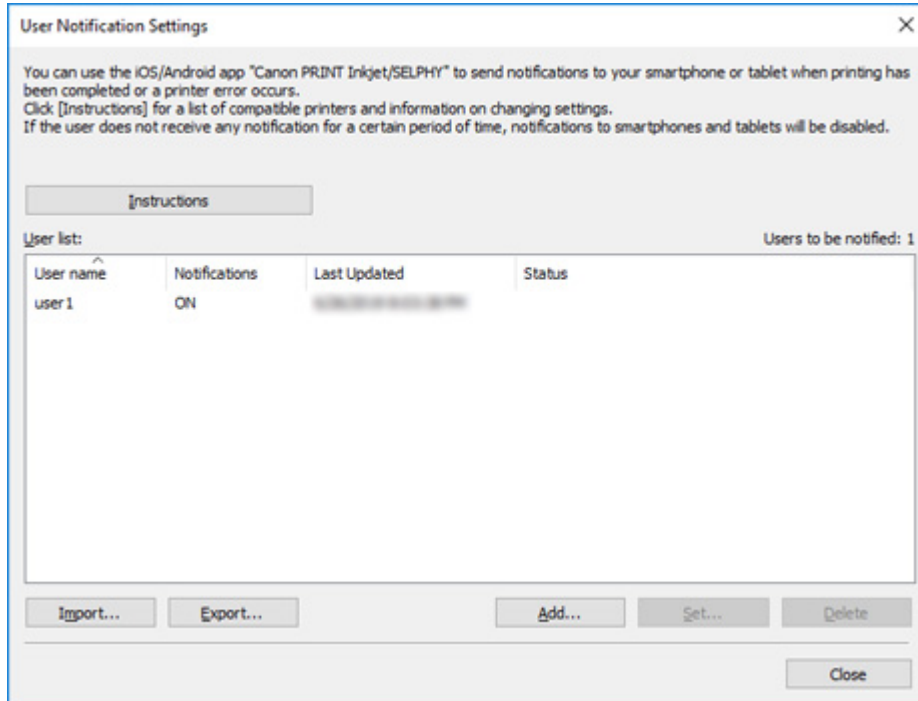 User Notification Settings
You can use the iOS/Android app "Canon PRINT Inkjet/SELPHY" to send notifications to your smartphone or tablet when printing has
been completed or a printer error occurs.
Click [Instructions] for a list of compatible printers and information on changing settings.
If the user does not receive any notification for a certain period of time, notifications to smartphones and tablets will be disabled.
Instructions
User list: Users to be notified: 1
User name Notifications Last Updated Status
user1 ON
Import... Export... Add... Set... Delete
Close